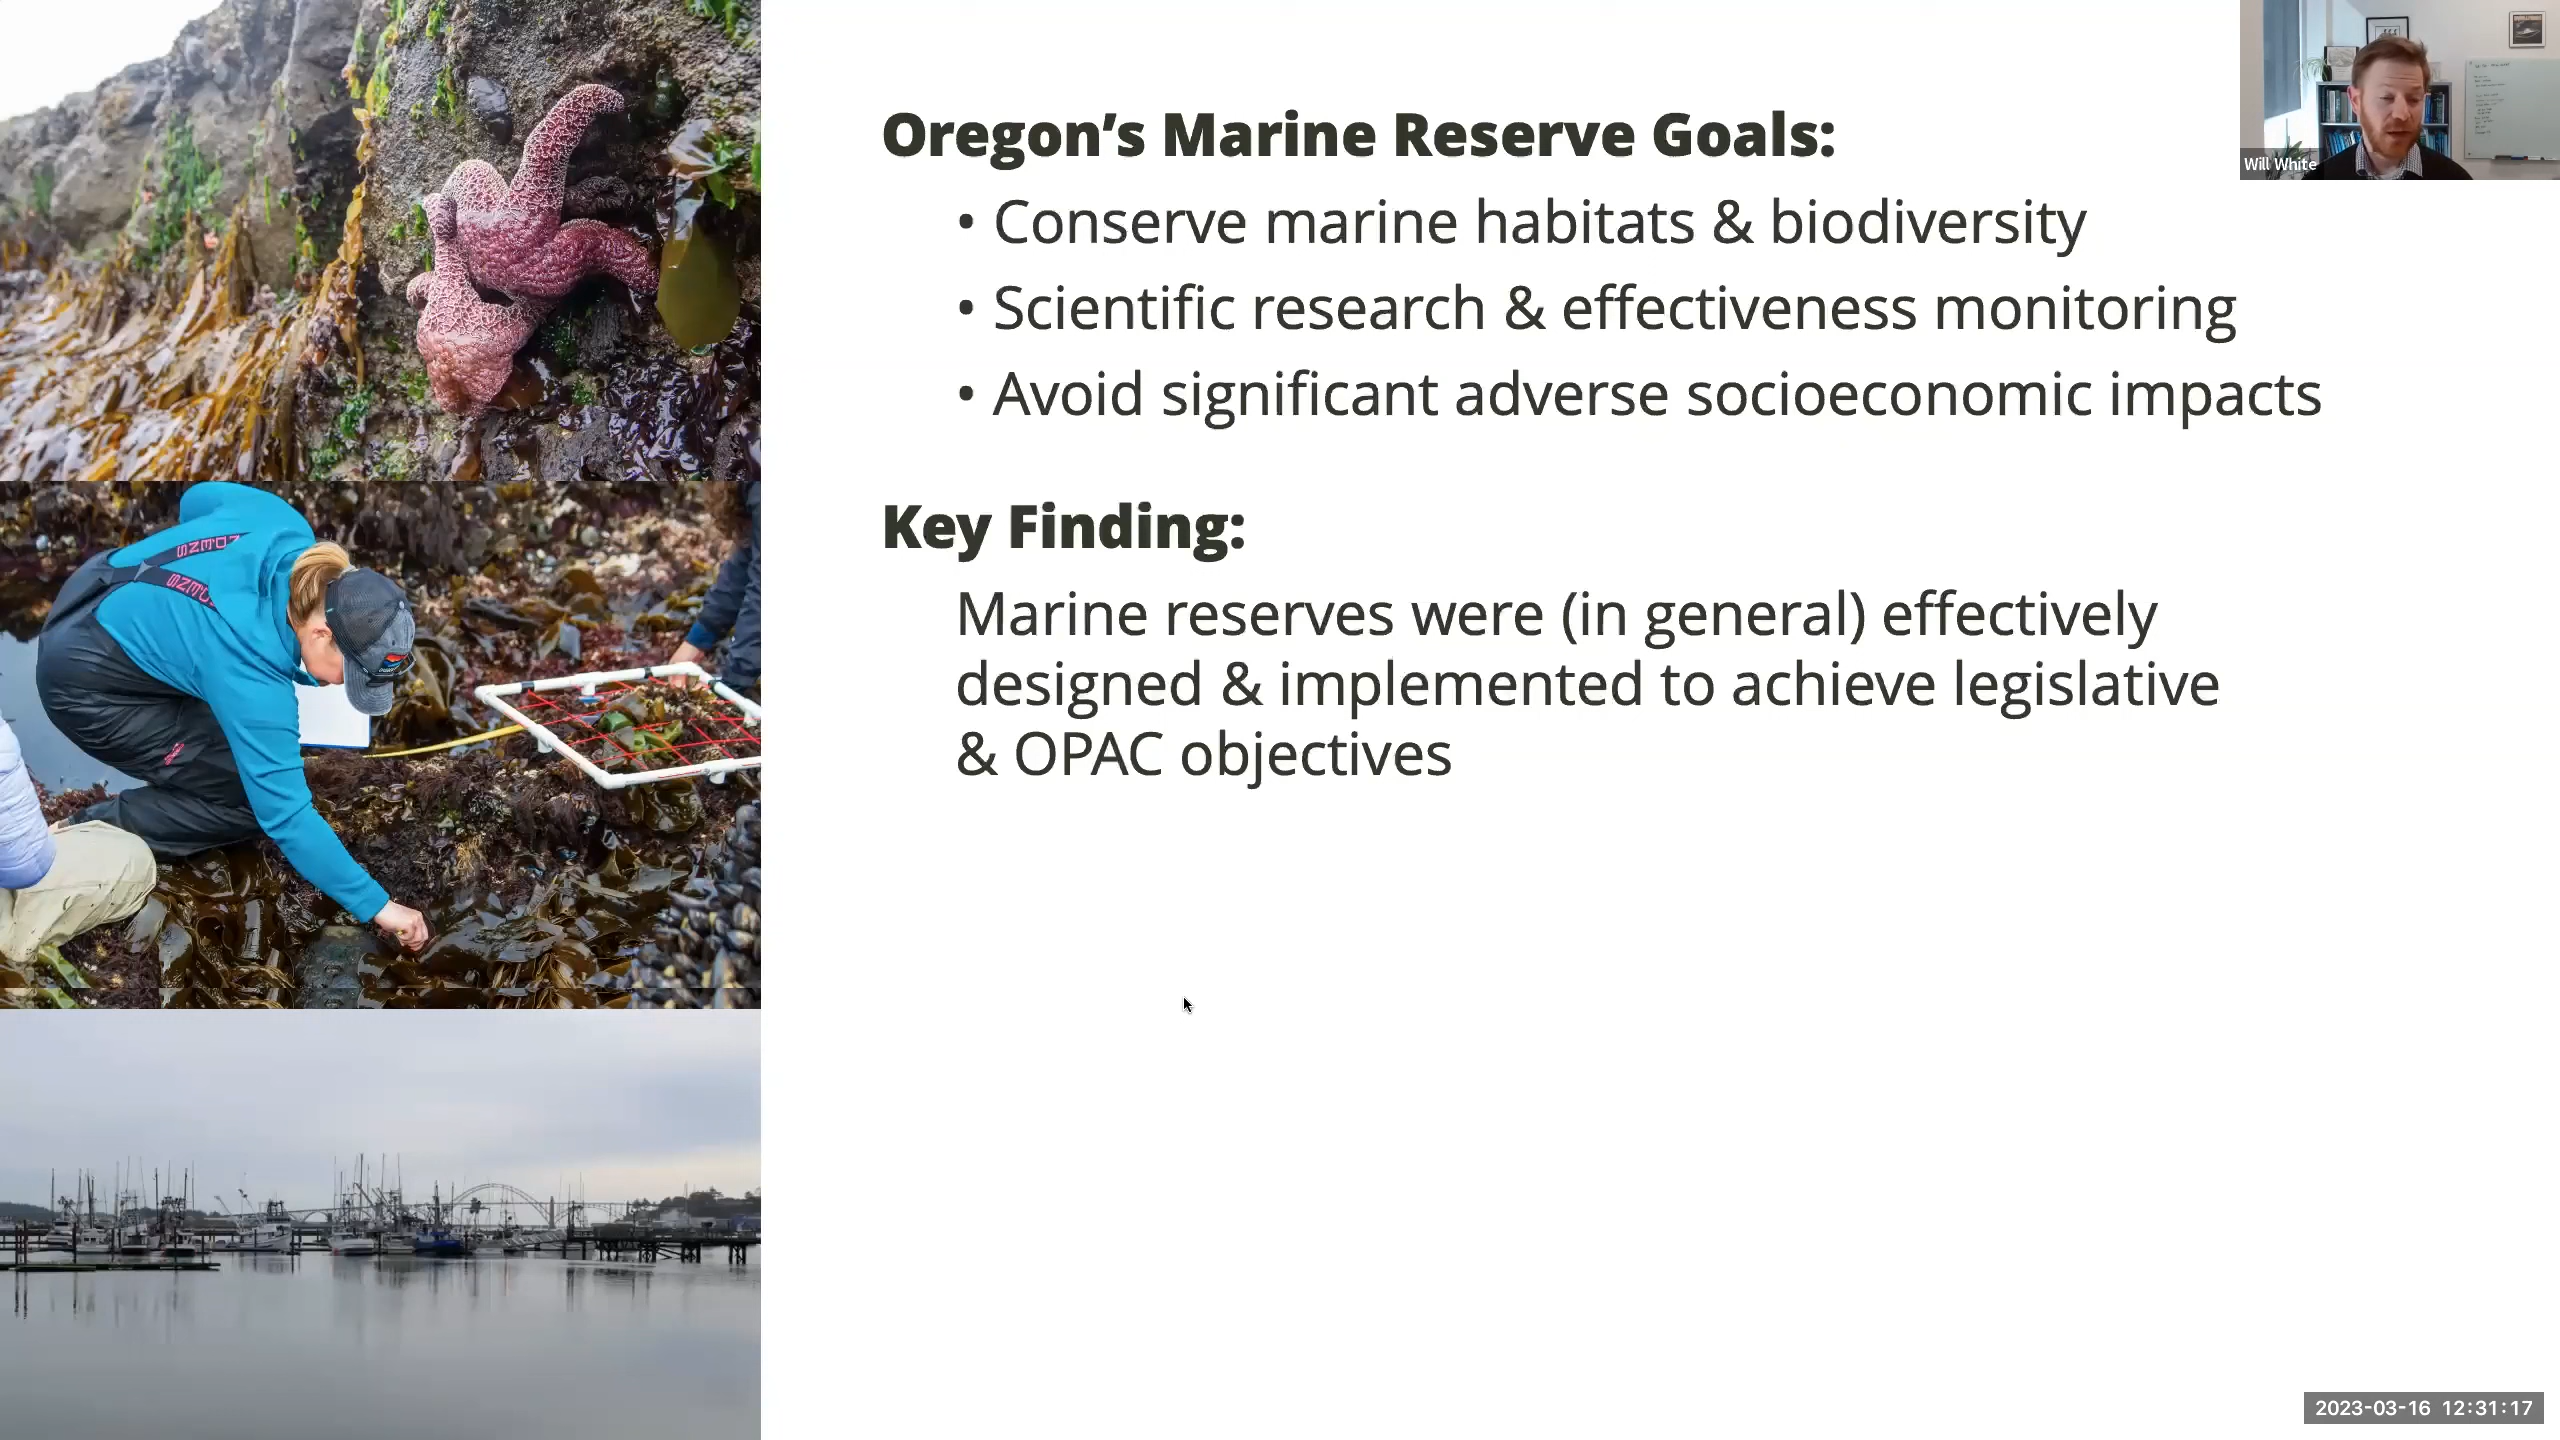 Oregon’s Marine Reserve Goals:
• Conserve marine habitats & biodiversity
• Scientific research & effectiveness monitoring
• Avoid significant adverse socioeconomic impacts
Key Finding:
Marine reserves were (in general) effectively
designed & implemented to achieve legislative
& OPAC objectives
Will White
2023-03-16 12:31:17